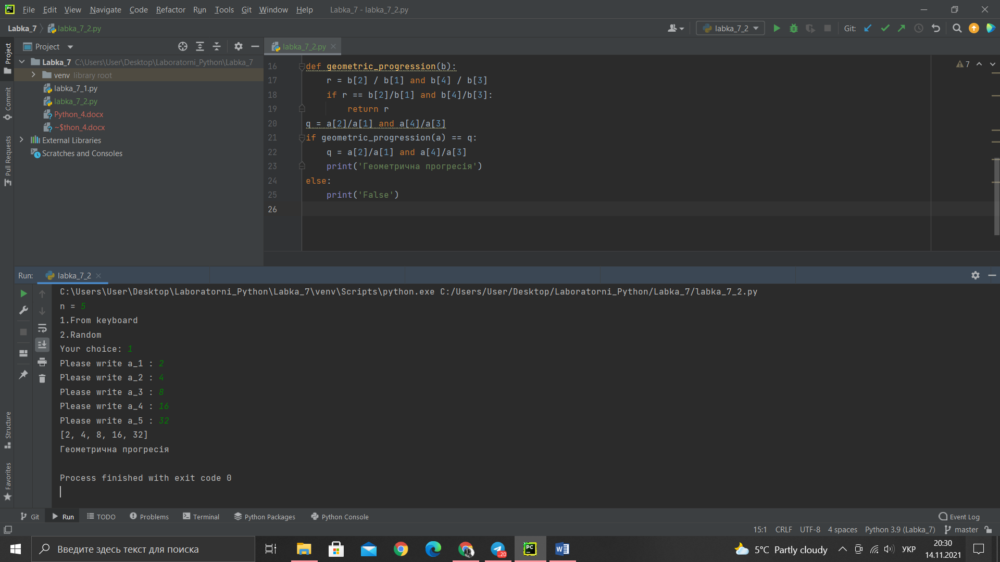 PC File Edit View Navigate Code Refactor Run Tools Git Window Help Labka_7 - labka_7_2.py
Labka_7 labka_7_2.py labka_7_2 Git:
Project labka_7_2.py
Project
Commit
Pull Requests
Structure
Favorites
Labka_7 C:\Users\User\Desktop\Laboratorni_Python\Labka_7
venv library root
labka_7_1.py
labka_7_2.py
Python_4.docx
~$thon_4.docx
External Libraries
Scratches and Consoles
7
16 def geometric_progression(b):
17 r = b[2] / b[1] and b[4] / b[3]
18 if r == b[2]/b[1] and b[4]/b[3]:
19 return r
20 q = a[2]/a[1] and a[4]/a[3]
21 if geometric_progression(a) == q:
22 q = a[2]/a[1] and a[4]/a[3]
23 print('Геометрична прогресія')
24 else:
25 print('False')
26
Run: labka_7_2
C:\Users\User\Desktop\Laboratorni_Python\Labka_7\venv\Scripts\python.exe C:/Users/User/Desktop/Laboratorni_Python/Labka_7/labka_7_2.py
n = 5
1.From keyboard
2.Random
Your choice: 1
Please write a_1 : 2
Please write a_2 : 4
Please write a_3 : 8
Please write a_4 : 16
Please write a_5 : 32
[2, 4, 8, 16, 32]
Геометрична прогресія
Process finished with exit code 0
Git Run TODO Problems Terminal Python Packages Python Console Event Log
15:1 CRLF UTF-8 4 spaces Python 3.9 (Labka_7) master
Введите здесь текст для поиска ..20 PC W 5°C Partly cloudy УКР 20:30
14.11.2021